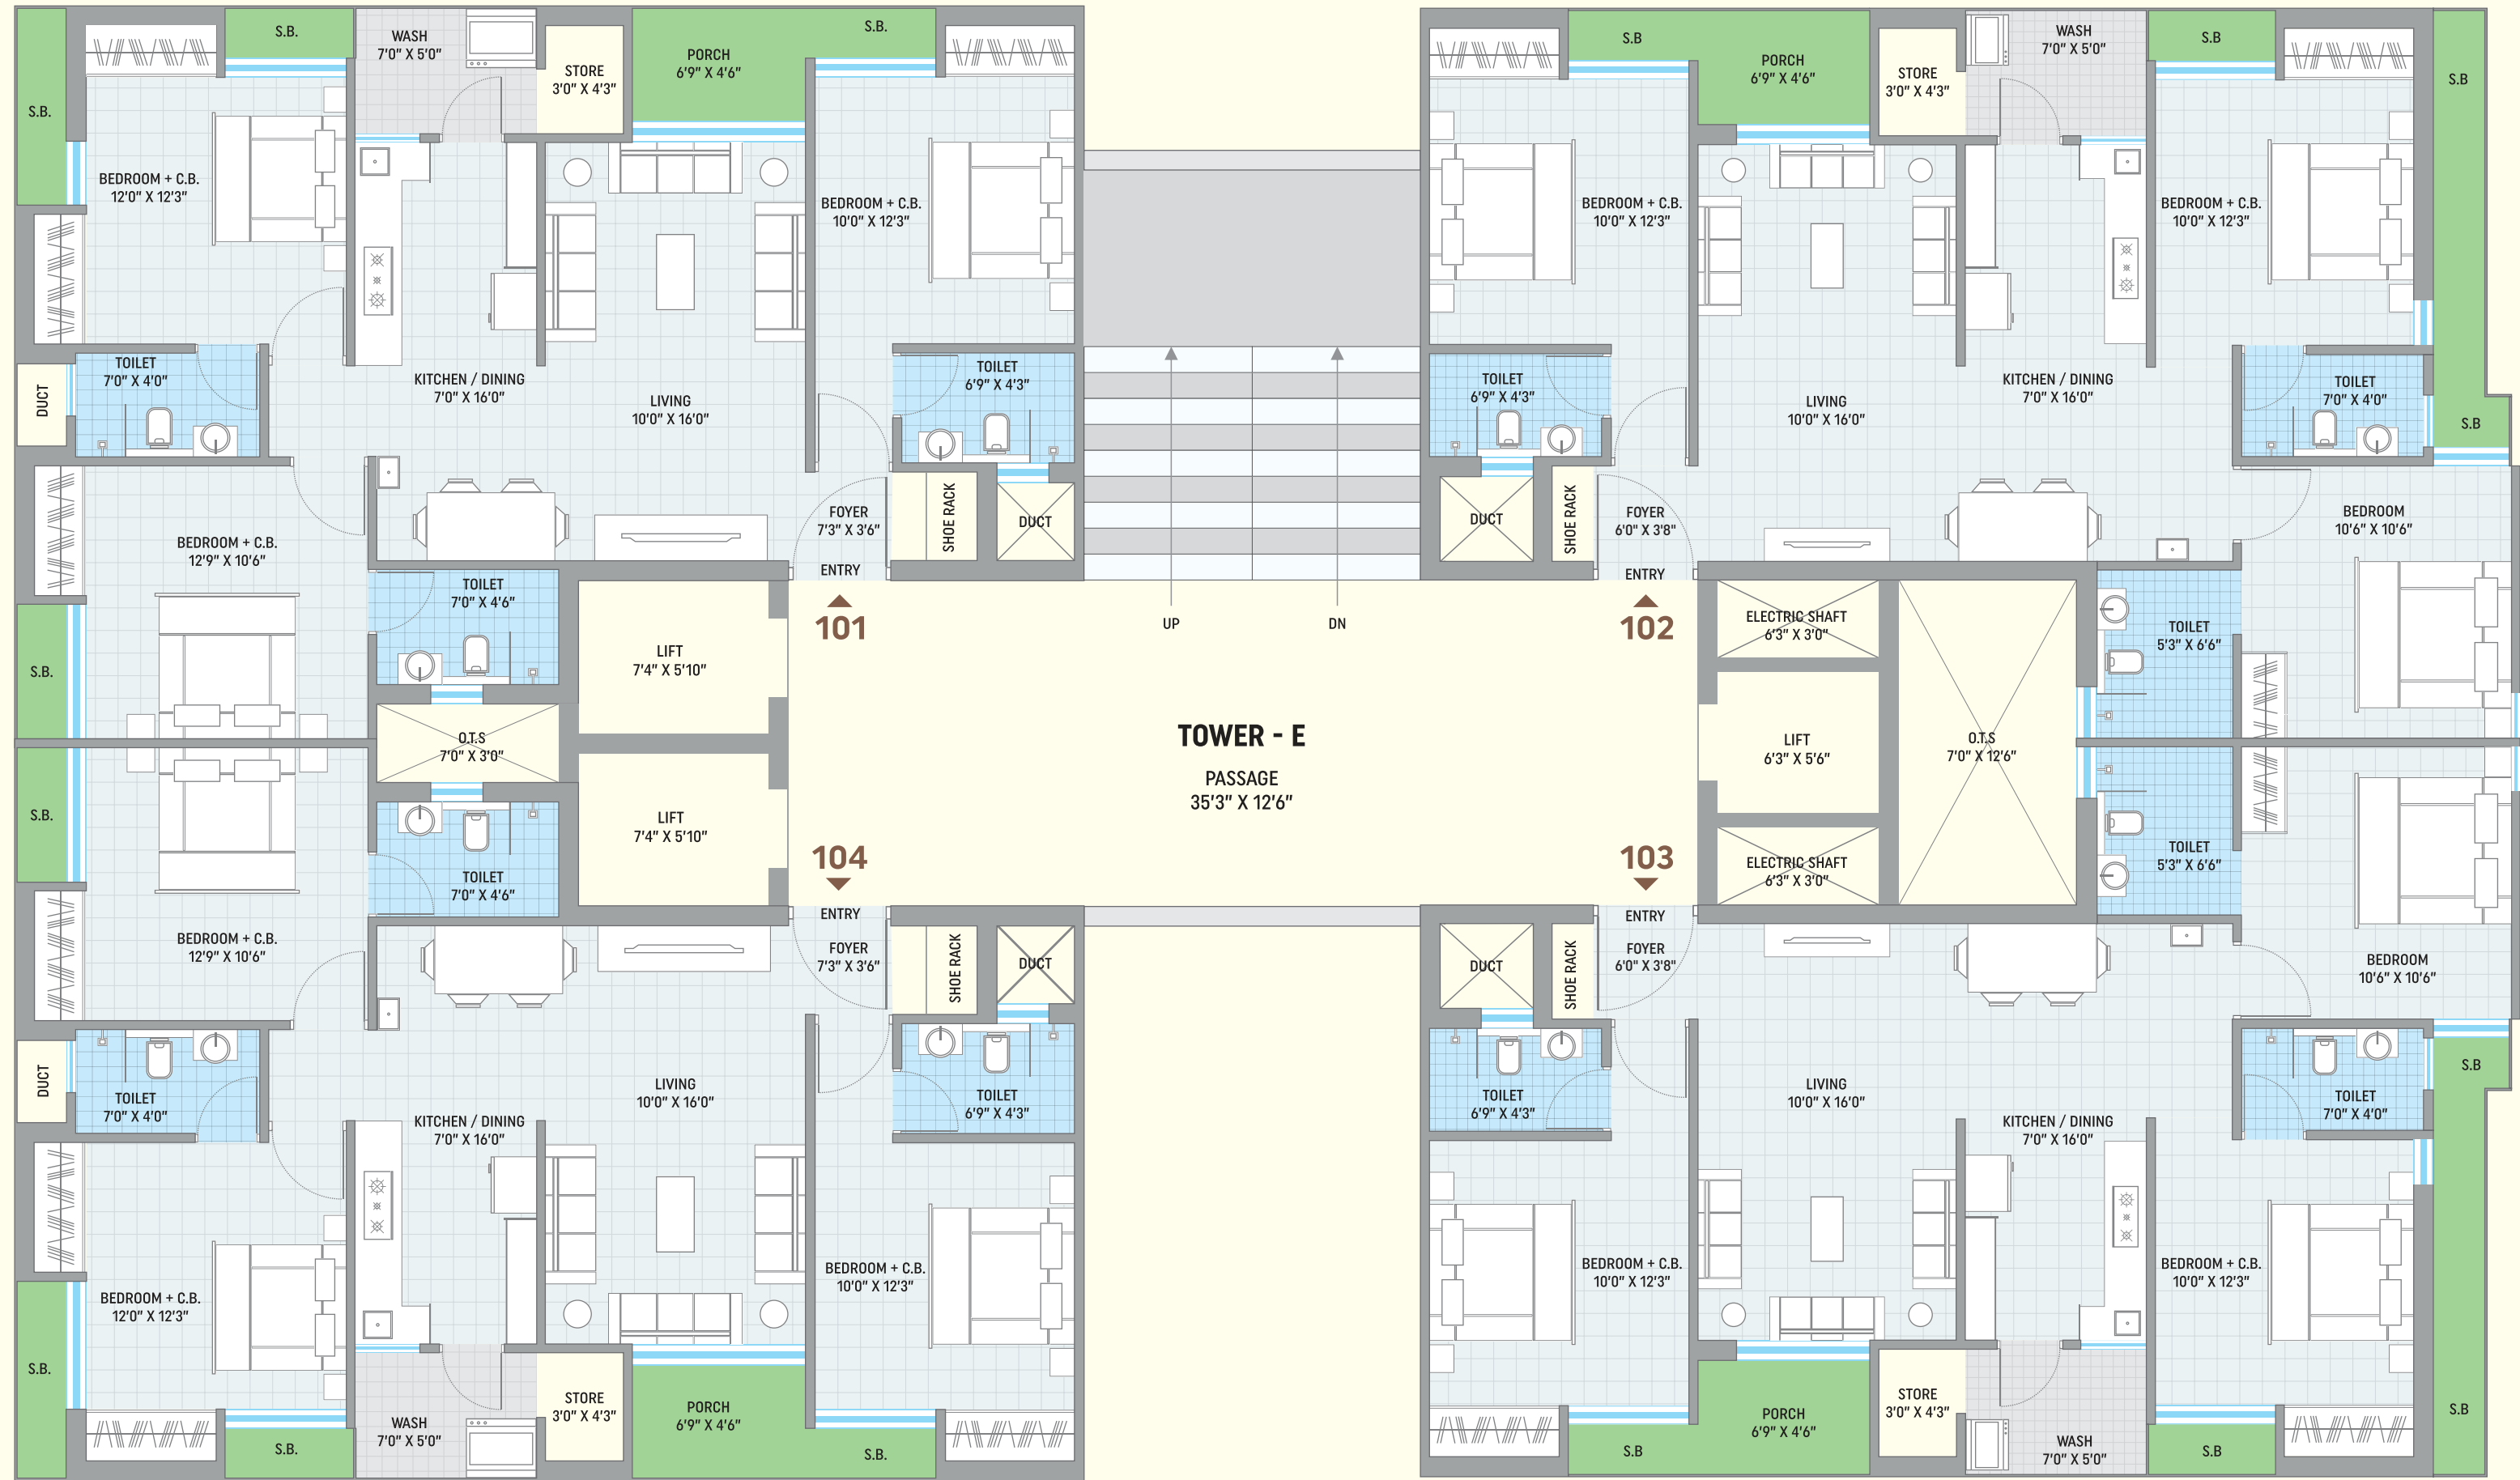 S.B.
WASH
7'0" X 5'0"
S.B.
PORCH
6'9" X 4'6"
STORE
3'0" X 4'3"
S.B.
BEDROOM + C.B.
12'0" X 12'3"
BEDROOM + C.B.
10'0" X 12'3"
TOILET
7'0" X 4'0"
DUCT
KITCHEN / DINING
7'0" X 16'0"
LIVING
10'0" X 16'0"
TOILET
6'9" X 4'3"
BEDROOM + C.B.
12'9" X 10'6"
FOYER
7'3" X 3'6"
SHOE RACK
DUCT
ENTRY
101
TOILET
7'0" X 4'6"
S.B.
LIFT
7'4" X 5'10"
O.T.S
7'0" X 3'0"
UP
DN
S.B
PORCH
6'9" X 4'6"
STORE
3'0" X 4'3"
WASH
7'0" X 5'0"
S.B
S.B
BEDROOM + C.B.
10'0" X 12'3"
BEDROOM + C.B.
10'0" X 12'3"
TOILET
6'9" X 4'3"
LIVING
10'0" X 16'0"
KITCHEN / DINING
7'0" X 16'0"
TOILET
7'0" X 4'0"
S.B
DUCT
SHOE RACK
FOYER
6'0" X 3'8"
BEDROOM
10'6" X 10'6"
ENTRY
102
ELECTRIC SHAFT
6'3" X 3'0"
TOILET
5'3" X 6'6"
LIFT
6'3" X 5'6"
O.T.S
7'0" X 12'6"
TOWER - E
PASSAGE
35'3" X 12'6"
S.B.
LIFT
7'4" X 5'10"
TOILET
7'0" X 4'6"
104
ENTRY
BEDROOM + C.B.
12'9" X 10'6"
FOYER
7'3" X 3'6"
SHOE RACK
DUCT
DUCT
TOILET
7'0" X 4'0"
KITCHEN / DINING
7'0" X 16'0"
LIVING
10'0" X 16'0"
TOILET
6'9" X 4'3"
BEDROOM + C.B.
12'0" X 12'3"
BEDROOM + C.B.
10'0" X 12'3"
S.B.
STORE
3'0" X 4'3"
PORCH
6'9" X 4'6"
WASH
7'0" X 5'0"
S.B.
S.B.
103
ELECTRIC SHAFT
6'3" X 3'0"
TOILET
5'3" X 6'6"
ENTRY
DUCT
SHOE RACK
FOYER
6'0" X 3'8"
BEDROOM
10'6" X 10'6"
S.B
TOILET
6'9" X 4'3"
LIVING
10'0" X 16'0"
KITCHEN / DINING
7'0" X 16'0"
TOILET
7'0" X 4'0"
BEDROOM + C.B.
10'0" X 12'3"
BEDROOM + C.B.
10'0" X 12'3"
S.B
PORCH
6'9" X 4'6"
STORE
3'0" X 4'3"
WASH
7'0" X 5'0"
S.B
S.B